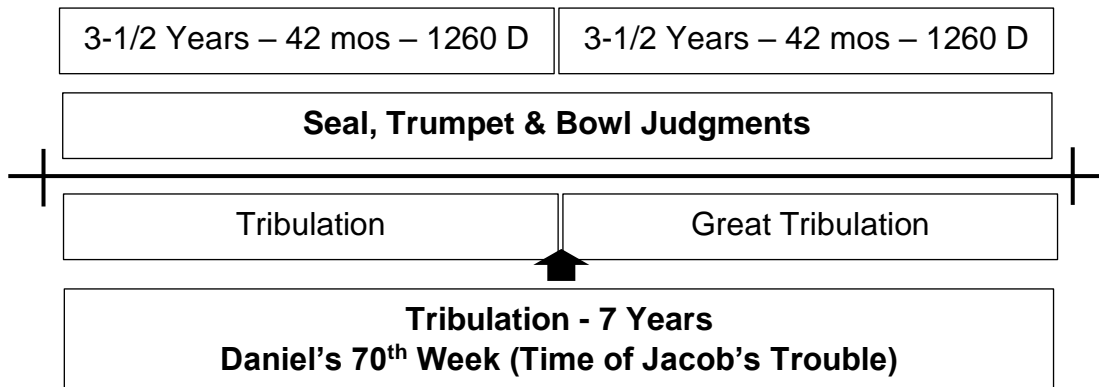 3-1/2 Years – 42 mos – 1260 D
3-1/2 Years – 42 mos – 1260 D
Seal, Trumpet & Bowl Judgments
Tribulation
Great Tribulation
Tribulation - 7 Years
Daniel’s 70th Week (Time of Jacob’s Trouble)